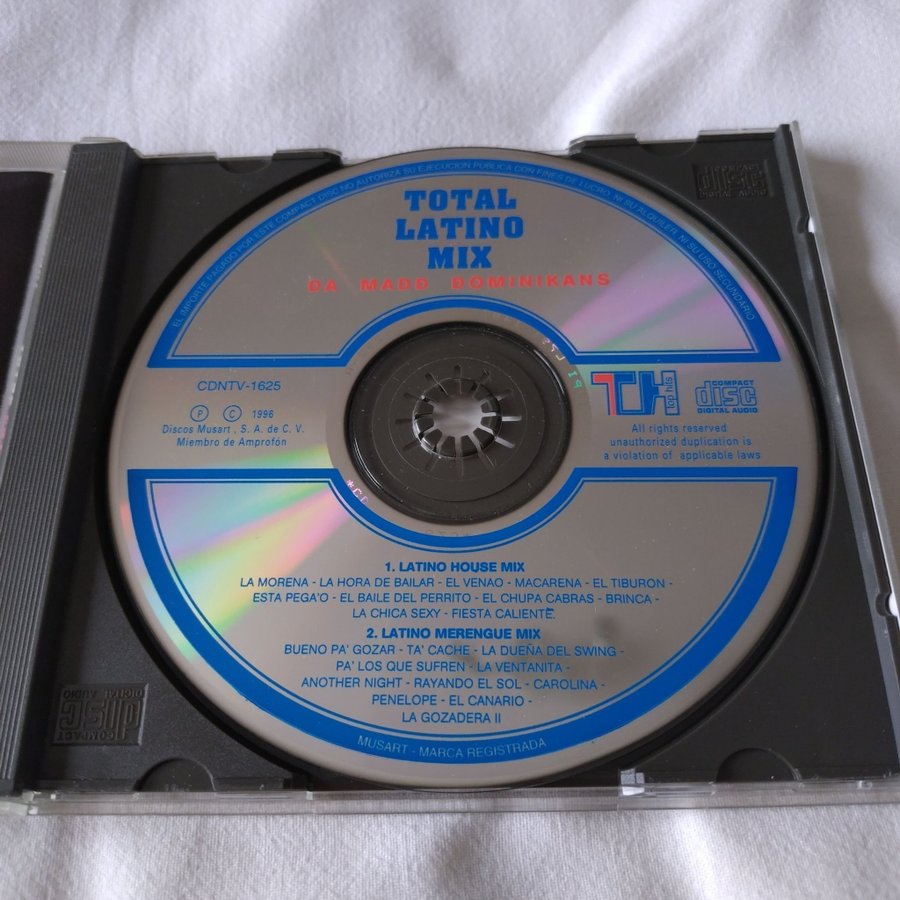 EL IMPORTE PAGADO POR ESTE COMPACT DISC NO AUTORIZA SU EJECUCION PUBLICA CON FINES DE LUCRO, NI SU ALQUILER, NI SU USO SECUNDARIO
TOTAL
LATINO
MIX
DA MADD DOMINIKANS
CDNTV-1625
Ⓟ Ⓒ 1996
Discos Musart, S. A. de C. V.
Miembro de Amprofón
TH top hits
COMPACT
disc
DIGITAL AUDIO
All rights reserved
unauthorized duplication is
a violation of applicable laws
1. LATINO HOUSE MIX
LA MORENA - LA HORA DE BAILAR - EL VENAO - MACARENA - EL TIBURON -
ESTA PEGA'O - EL BAILE DEL PERRITO - EL CHUPA CABRAS - BRINCA -
LA CHICA SEXY - FIESTA CALIENTE.
2. LATINO MERENGUE MIX
BUENO PA' GOZAR - TA' CACHE - LA DUEÑA DEL SWING -
PA' LOS QUE SUFREN - LA VENTANITA -
ANOTHER NIGHT - RAYANDO EL SOL - CAROLINA -
PENELOPE - EL CANARIO -
LA GOZADERA II
MUSART - MARCA REGISTRADA
COMPACT
disc
DIGITAL AUDIO
COMPACT
disc
DIGITAL AUDIO